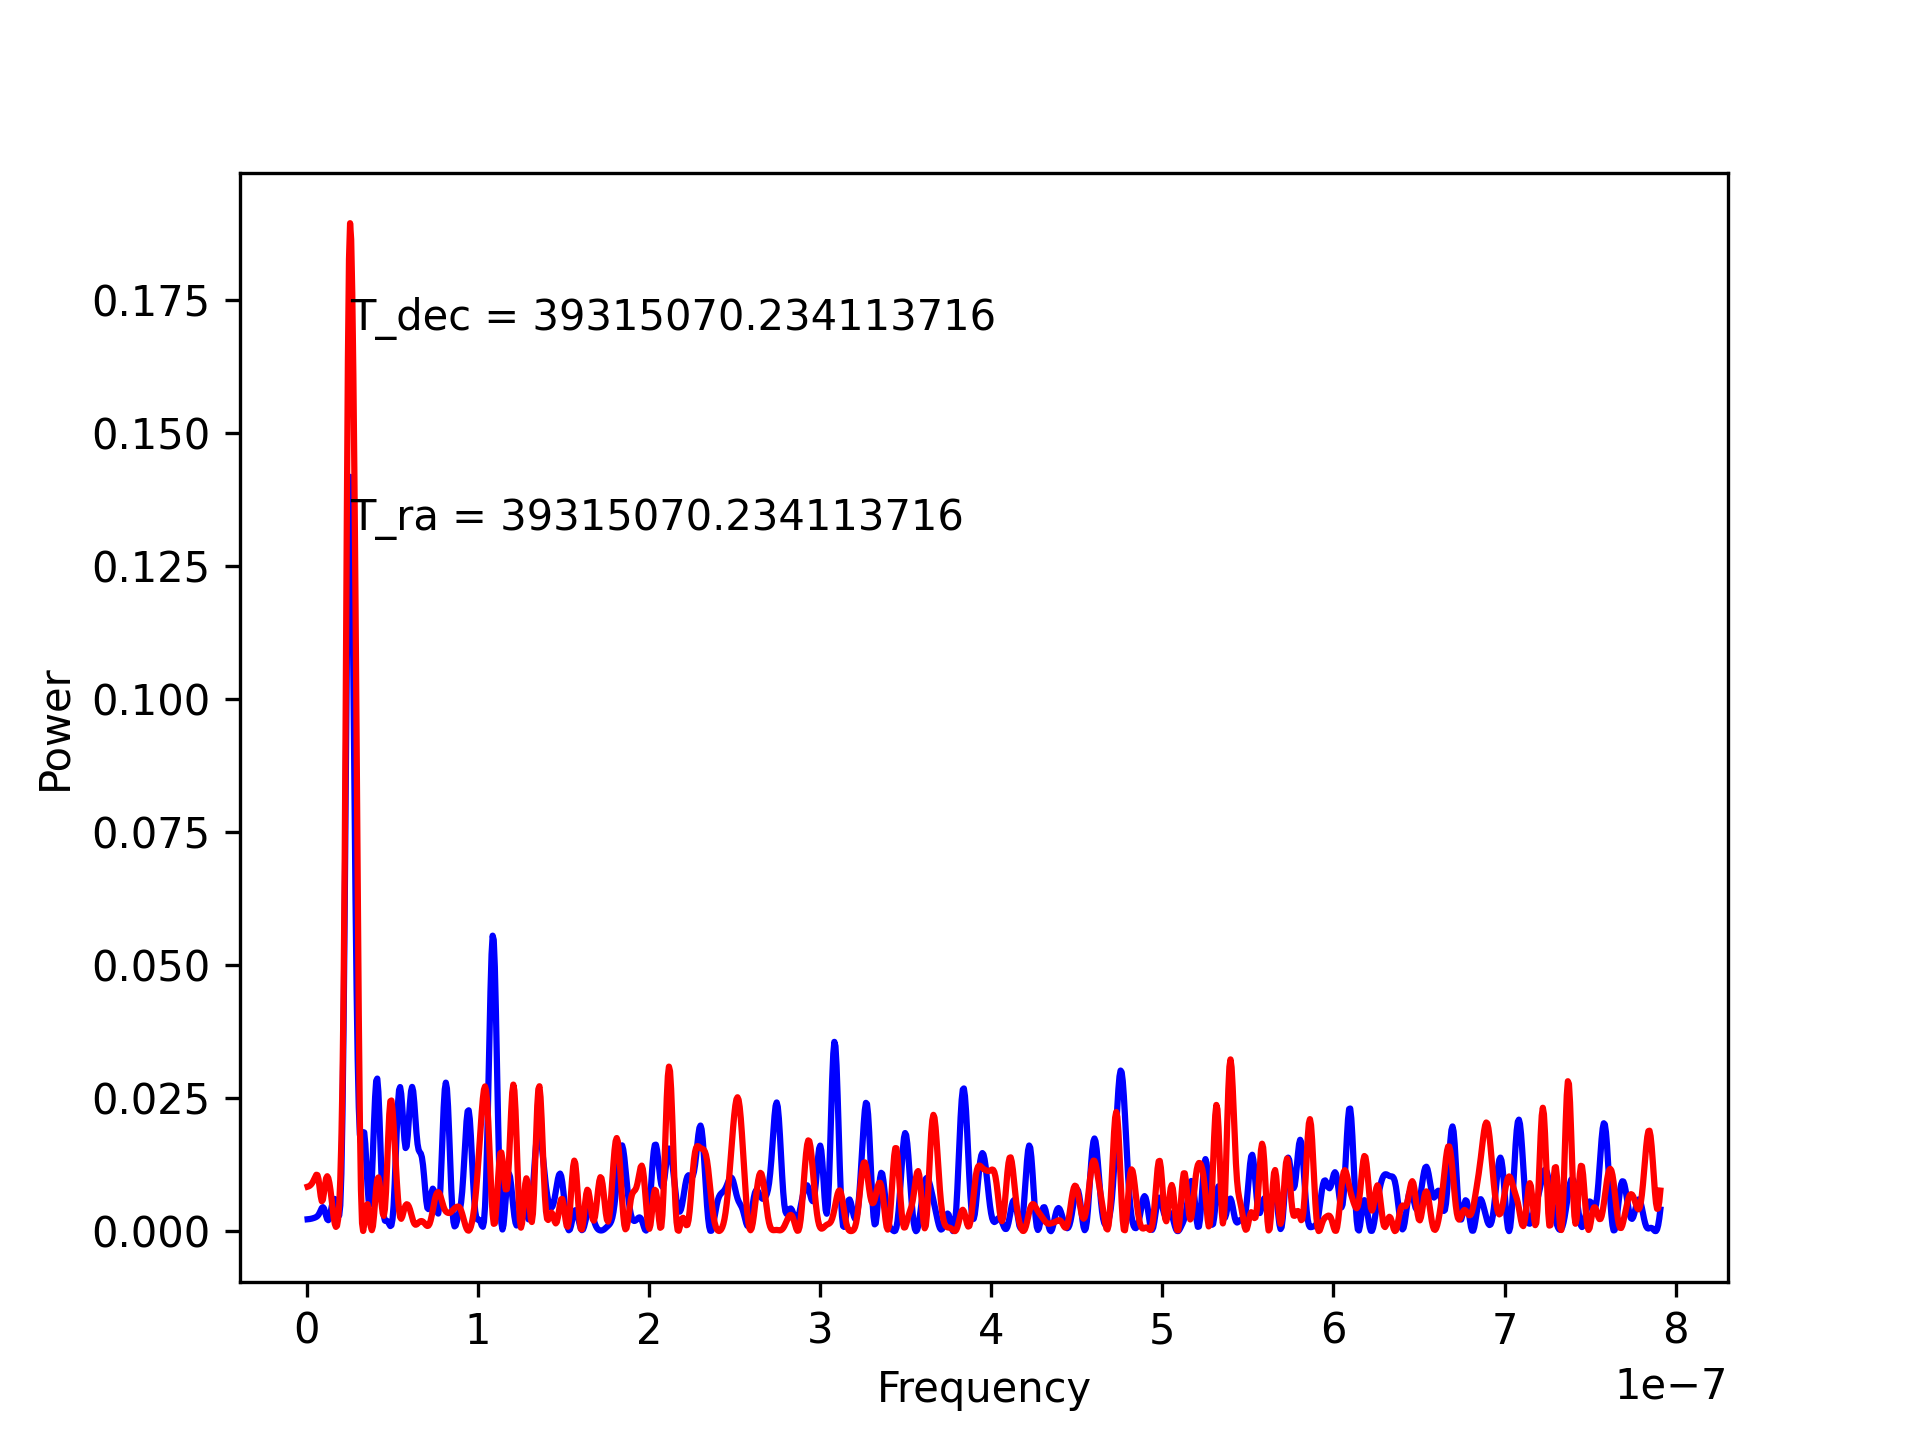 0.175
0.150
0.125
0.100
0.075
0.050
0.025
0.000
Power
T_dec = 39315070.234113716
T_ra = 39315070.234113716
0 1 2 3 4 5 6 7 8
1e−7
Frequency